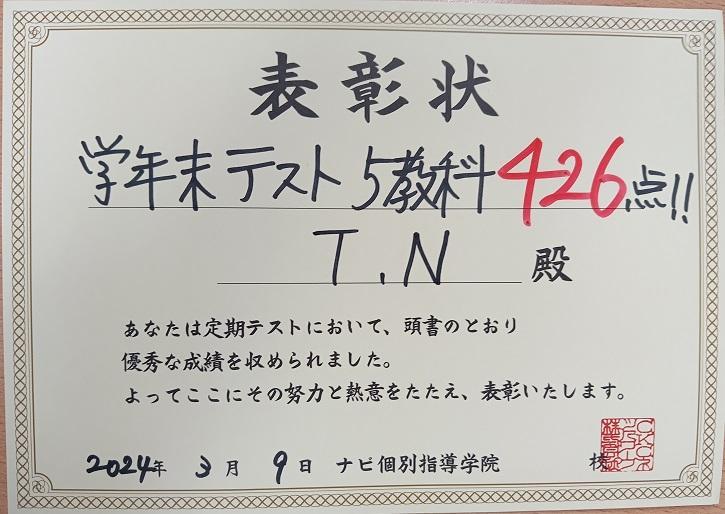 表彰状
学年末テスト5教科426点!!
T.N 殿
あなたは定期テストにおいて、頭書のとおり
優秀な成績を収められました。
よってここにその努力と熱意をたたえ、表彰いたします。
2024年 3月 9日 ナビ個別指導学院 校